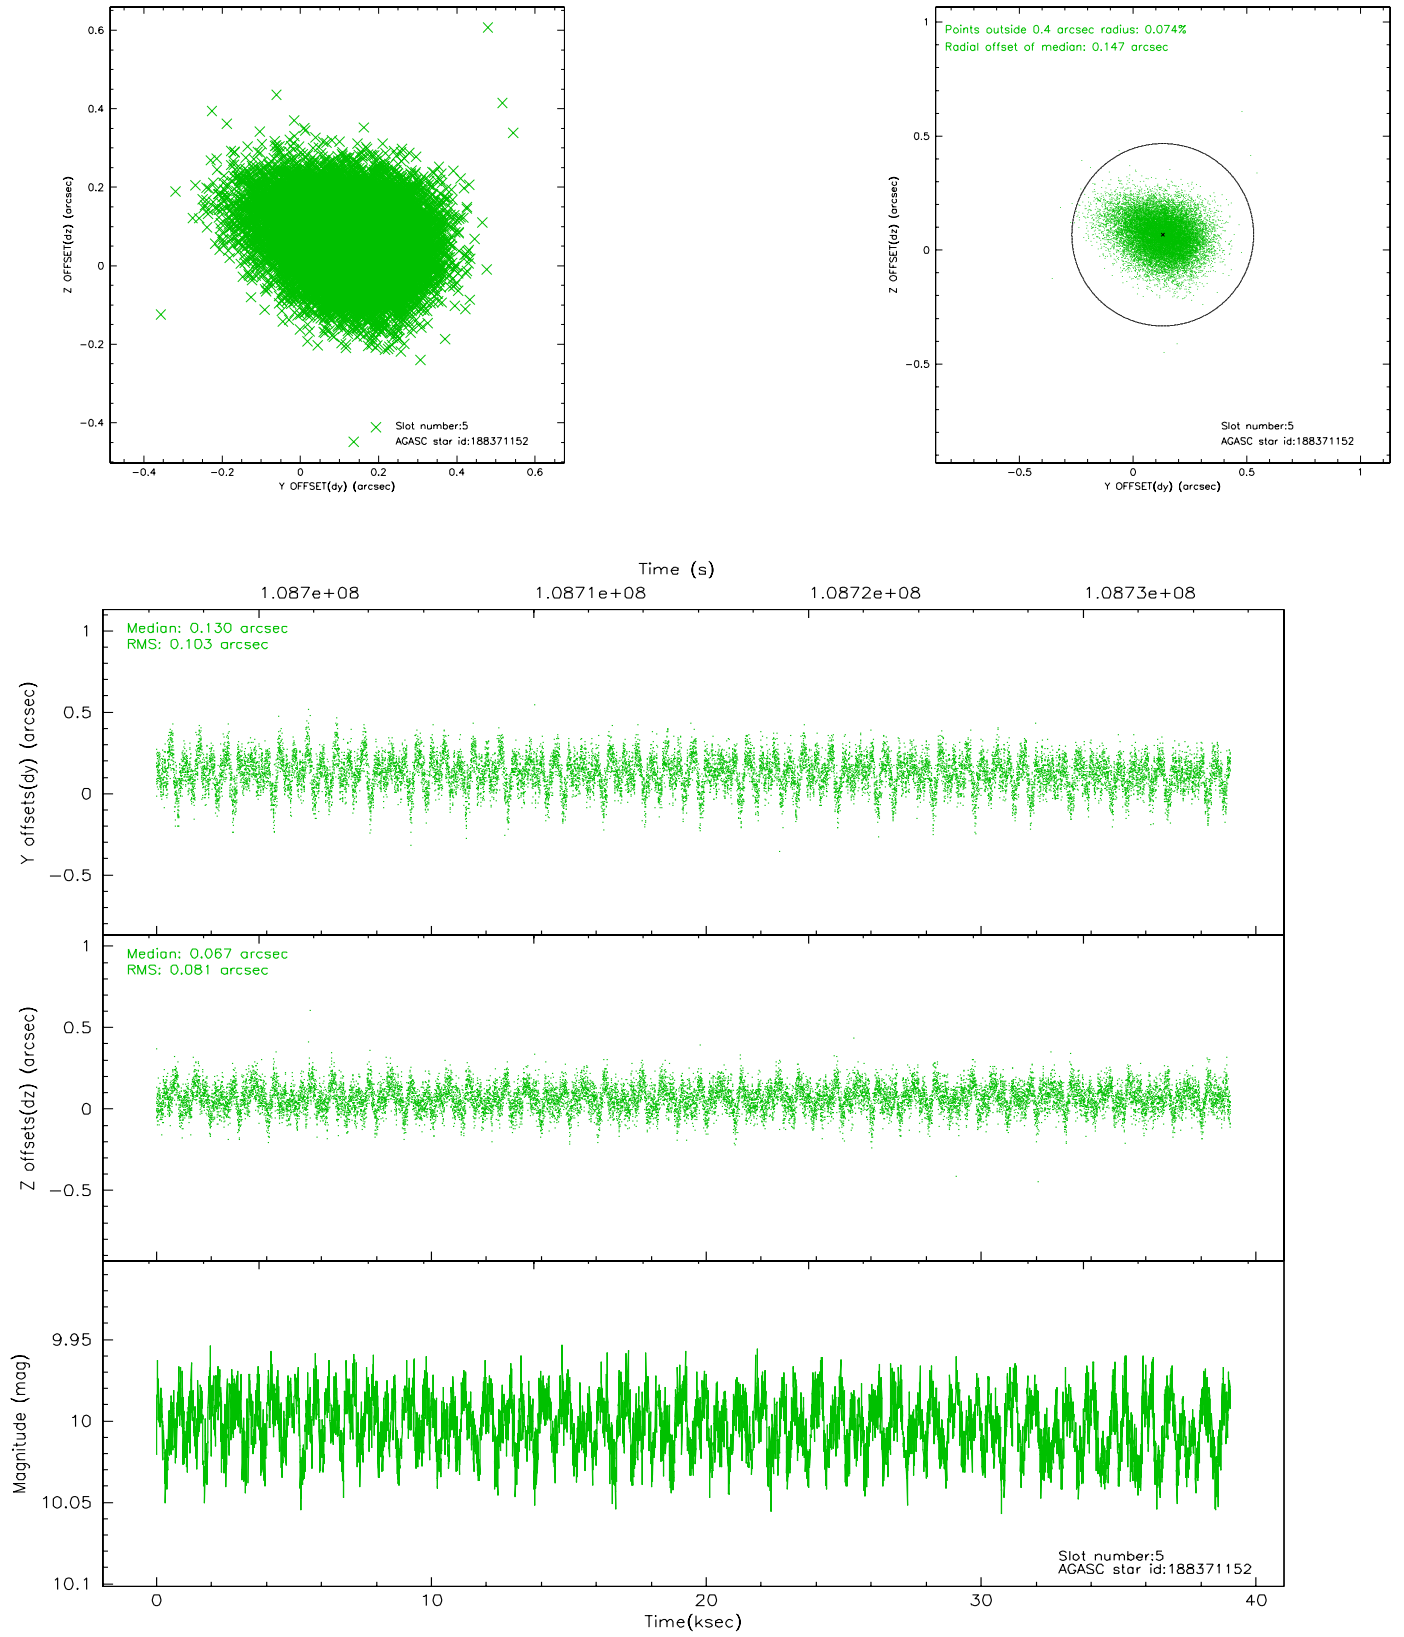 0.6
0.4
0.2
0
−0.2
−0.4
Z OFFSET(dz) (arcsec)
Slot number:5
AGASC star id:188371152
−0.4 −0.2 0 0.2 0.4 0.6
Y OFFSET(dy) (arcsec)
Points outside 0.4 arcsec radius: 0.074%
Radial offset of median: 0.147 arcsec
1
0.5
0
−0.5
Z OFFSET(dz) (arcsec)
Slot number:5
AGASC star id:188371152
−0.5 0 0.5 1
Y OFFSET(dy) (arcsec)
Time (s)
1.087e+08 1.0871e+08 1.0872e+08 1.0873e+08
Median: 0.130 arcsec
RMS: 0.103 arcsec
1
0.5
0
−0.5
Y offsets(dy) (arcsec)
Median: 0.067 arcsec
RMS: 0.081 arcsec
1
0.5
0
−0.5
Z offsets(dz) (arcsec)
9.95
10
10.05
10.1
Magnitude (mag)
Slot number:5
AGASC star id:188371152
0 10 20 30 40
Time(ksec)